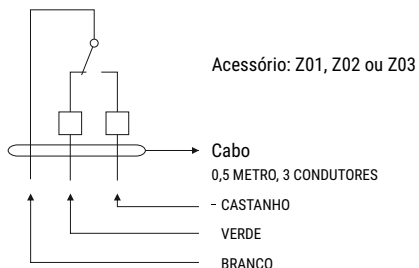 Acessório: Z01, Z02 ou Z03
Cabo
0,5 METRO, 3 CONDUTORES
- CASTANHO
VERDE
BRANCO